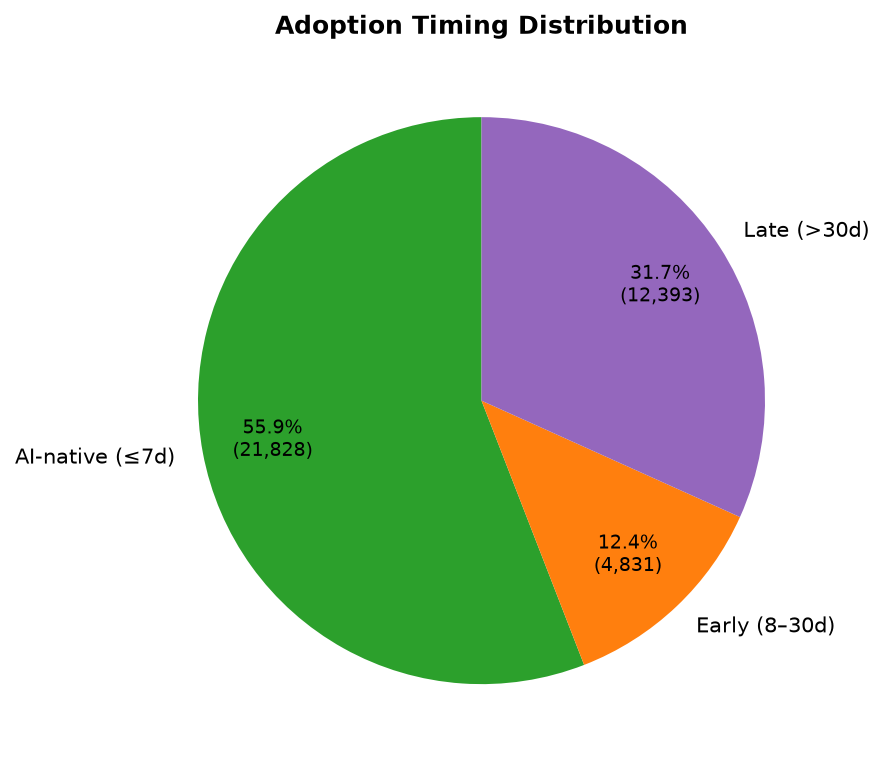 Adoption Timing Distribution
Late (>30d)
31.7%
(12,393)
55.9%
(21,828)
AI-native (≤7d)
12.4%
(4,831)
Early (8–30d)